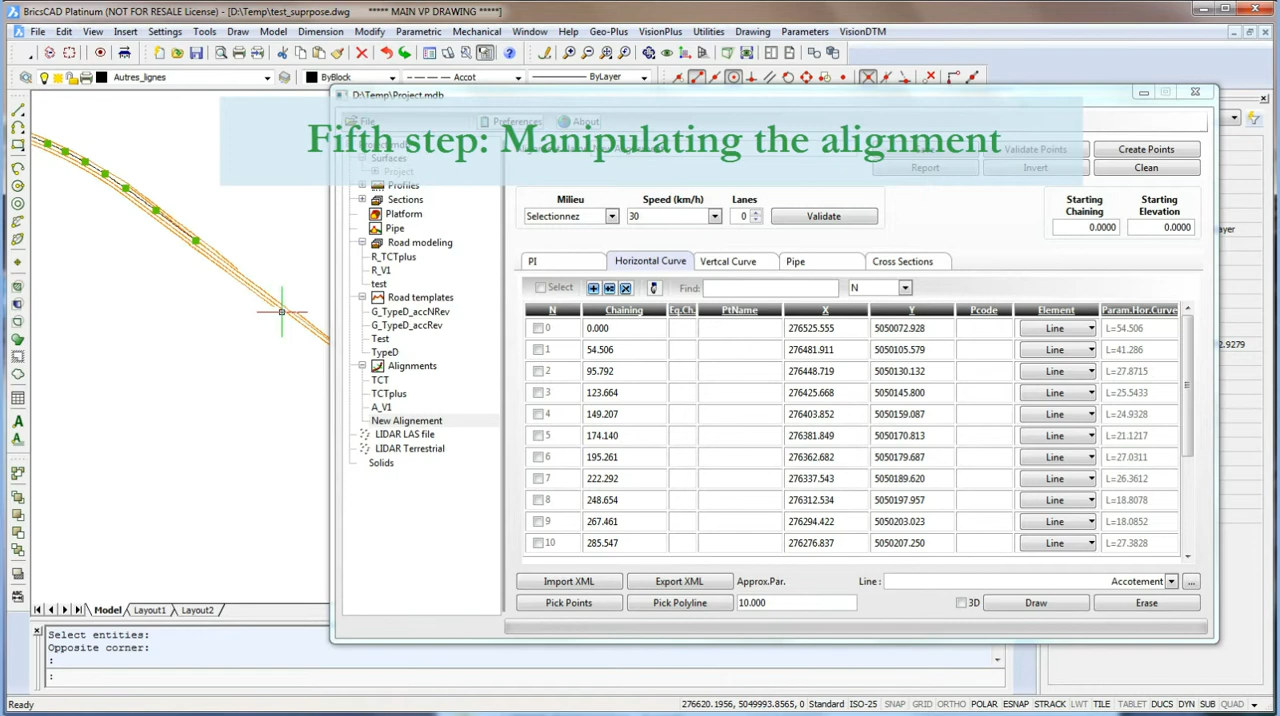 BricsCAD Platinum (NOT FOR RESALE License) - [D:\Temp\test_suprpose.dwg ***** MAIN VP DRAWING *****]
File Edit View Insert Settings Tools Draw Model Dimension Modify Parametric Mechanical Window Help Geo-Plus VisionPlus Utilities Drawing Parameters VisionDTM
Autres_lignes ByBlock Accot ByLayer
D:\Temp\Project.mdb
File Preferences About
Fifth step: Manipulating the alignment
Surfaces
Project
Profiles
Sections
Platform
Pipe
Road modeling
R_TCTplus
R_V1
test
Road templates
G_TypeD_accNRev
G_TypeD_accRev
Test
TypeD
Alignments
TCT
TCTplus
A_V1
New Alignement
LIDAR LAS file
LIDAR Terrestrial
Solids
Validate Points Create Points
Report Invert Clean
Milieu Speed (km/h) Lanes Starting Chaining Starting Elevation
Selectionnez 30 0 Validate 0.0000 0.0000
PI Horizontal Curve Vertcal Curve Pipe Cross Sections
Select Find: N
N Chaining Eq.Ch. PtName X Y Pcode Element Param.Hor.Curve
0 0.000 276525.555 5050072.928 Line L=54.506
1 54.506 276481.911 5050105.579 Line L=41.286
2 95.792 276448.719 5050130.132 Line L=27.8715
3 123.664 276425.668 5050145.800 Line L=25.5433
4 149.207 276403.852 5050159.087 Line L=24.9328
5 174.140 276381.849 5050170.813 Line L=21.1217
6 195.261 276362.682 5050179.687 Line L=27.0311
7 222.292 276337.543 5050189.620 Line L=26.3612
8 248.654 276312.534 5050197.957 Line L=18.8078
9 267.461 276294.422 5050203.023 Line L=18.0852
10 285.547 276276.837 5050207.250 Line L=27.3828
Import XML Export XML Approx.Par. Line : Accotement ...
Pick Points Pick Polyline 10.000 3D Draw Erase
ayer
2.9279
Model Layout1 Layout2
Select entities:
Opposite corner:
:
:
Ready 276620.1956, 5049993.8565, 0 Standard ISO-25 SNAP GRID ORTHO POLAR ESNAP STRACK LWT TILE TABLET DUCS DYN SUB QUAD